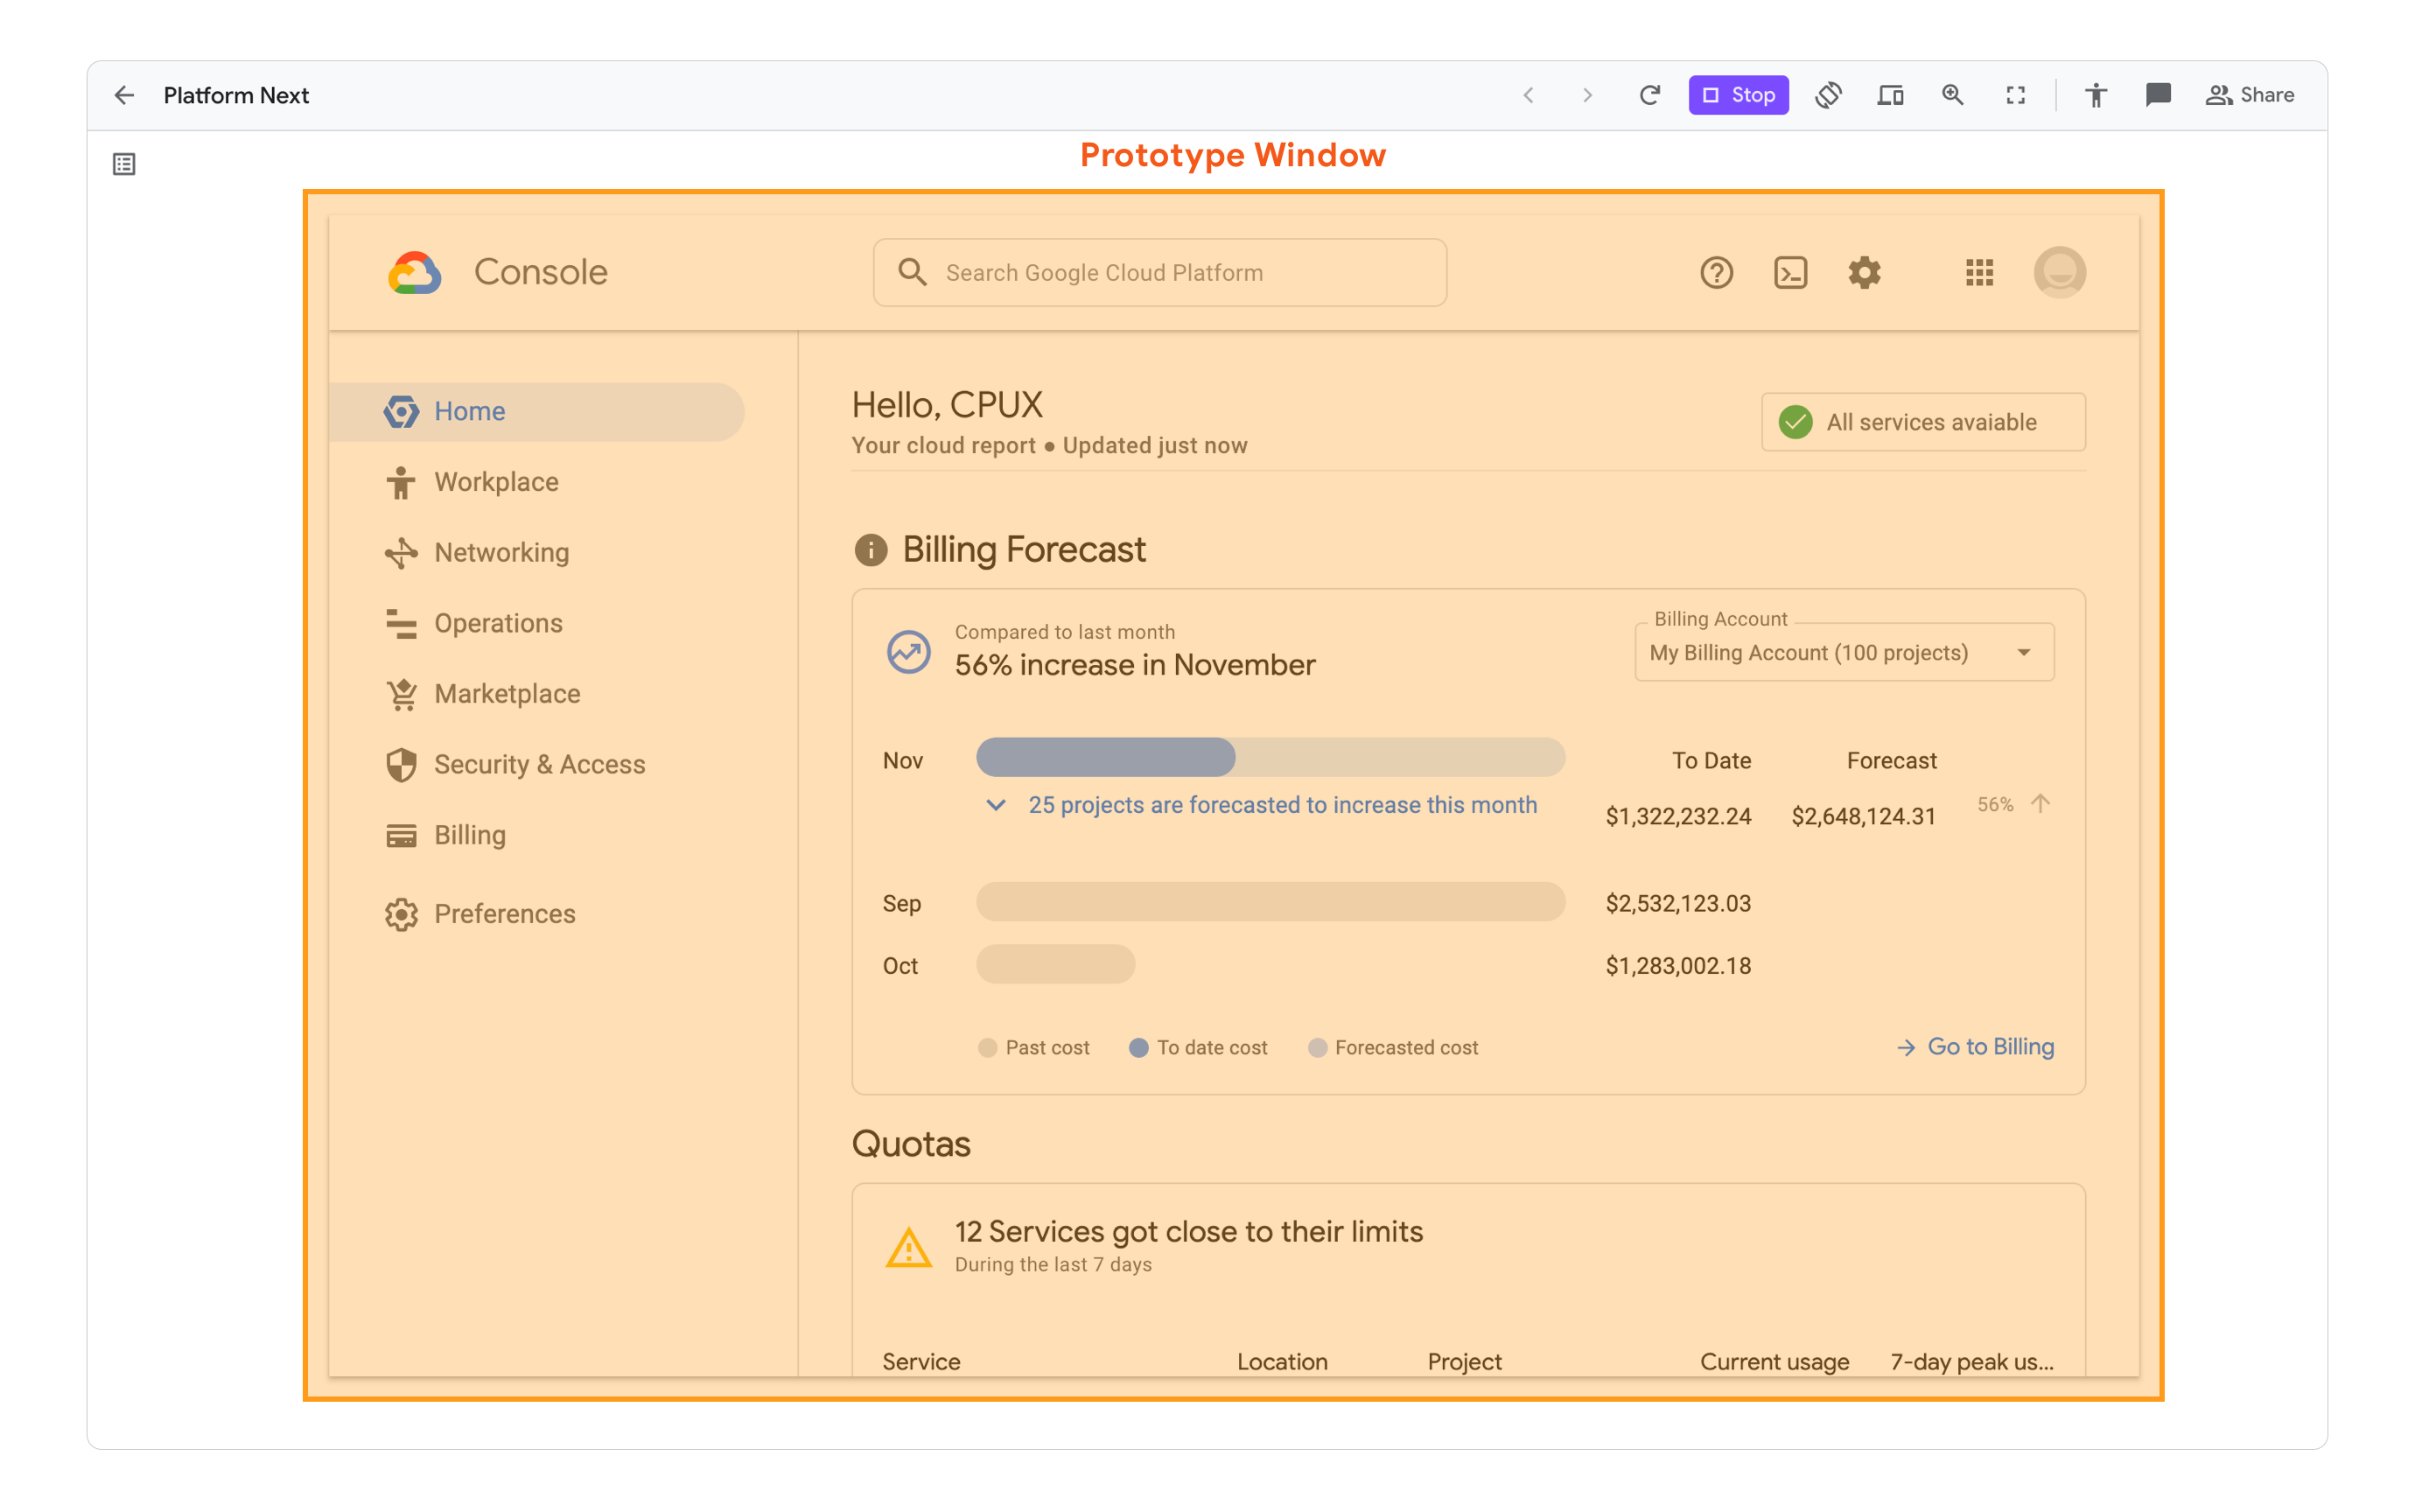 Platform Next
Stop
Share
Prototype Window
Console
Search Google Cloud Platform
Home
Workplace
Networking
Operations
Marketplace
Security & Access
Billing
Preferences
Hello, CPUX
Your cloud report ● Updated just now
All services avaiable
Billing Forecast
Compared to last month
56% increase in November
Billing Account
My Billing Account (100 projects)
Nov
To Date
Forecast
25 projects are forecasted to increase this month
$1,322,232.24
$2,648,124.31
56%
Sep
$2,532,123.03
Oct
$1,283,002.18
Past cost
To date cost
Forecasted cost
Go to Billing
Quotas
12 Services got close to their limits
During the last 7 days
Service
Location
Project
Current usage
7-day peak us...